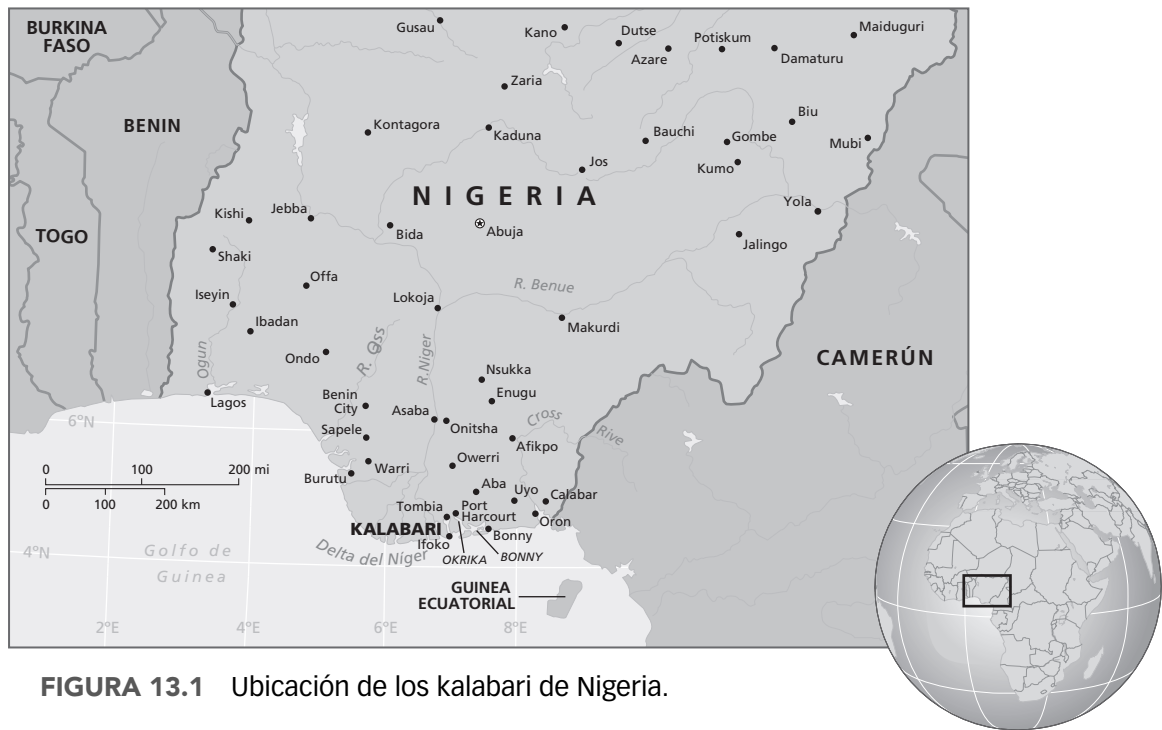 BURKINA
FASO
Gusau
Kano
Dutse
Azare
Potiskum
Damaturu
Maiduguri
Zaria
BENIN
Kontagora
Kaduna
Bauchi
Gombe
Biu
Mubi
Jos
Kumo
NIGERIA
TOGO
Kishi
Jebba
Bida
Abuja
Yola
Jalingo
Shaki
Offa
Iseyin
Lokoja
R. Benue
Ibadan
Makurdi
Ogun
Ondo
R. Oss
R.Niger
CAMERÚN
Lagos
Nsukka
Enugu
Benin
City
Asaba
Onitsha
Cross
Rive
6°N
Sapele
Afikpo
Owerri
Warri
Burutu
0 100 200 mi
0 100 200 km
Aba
Uyo
Calabar
Tombia
Port
Harcourt
Oron
KALABARI
Ifoko
Bonny
OKRIKA
BONNY
4°N
Golfo de
Guinea
Delta del Níger
GUINEA
ECUATORIAL
2°E 4°E 6°E 8°E
FIGURA 13.1 Ubicación de los kalabari de Nigeria.